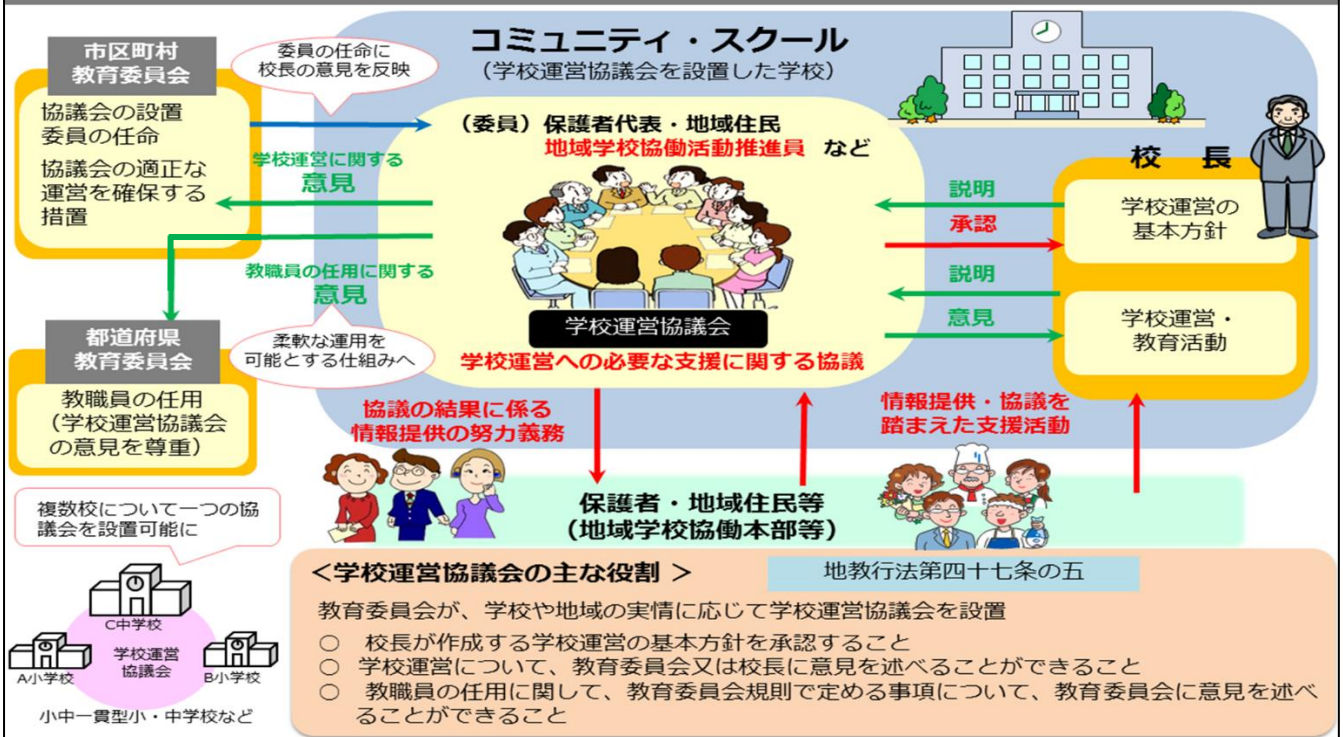 コミュニティ・スクール
(学校運営協議会を設置した学校)
市区町村
教育委員会
協議会の設置
委員の任命
協議会の適正な
運営を確保する
措置
委員の任命に
校長の意見を反映
学校運営に関する
意見
教職員の任用に関する
意見
柔軟な運用を
可能とする仕組みへ
都道府県
教育委員会
教職員の任用
(学校運営協議会
の意見を尊重)
(委員)保護者代表・地域住民
地域学校協働活動推進員 など
学校運営協議会
学校運営への必要な支援に関する協議
説明
承認
説明
意見
校 長
学校運営の
基本方針
学校運営・
教育活動
協議の結果に係る
情報提供の努力義務
情報提供・協議を
踏まえた支援活動
保護者・地域住民等
(地域学校協働本部等)
複数校について一つの協
議会を設置可能に
C中学校
学校運営
協議会
A小学校
B小学校
小中一貫型小・中学校など
<学校運営協議会の主な役割 >
地教行法第四十七条の五
教育委員会が、学校や地域の実情に応じて学校運営協議会を設置
○ 校長が作成する学校運営の基本方針を承認すること
○ 学校運営について、教育委員会又は校長に意見を述べることができること
○ 教職員の任用に関して、教育委員会規則で定める事項について、教育委員会に意見を述べ
ることができること